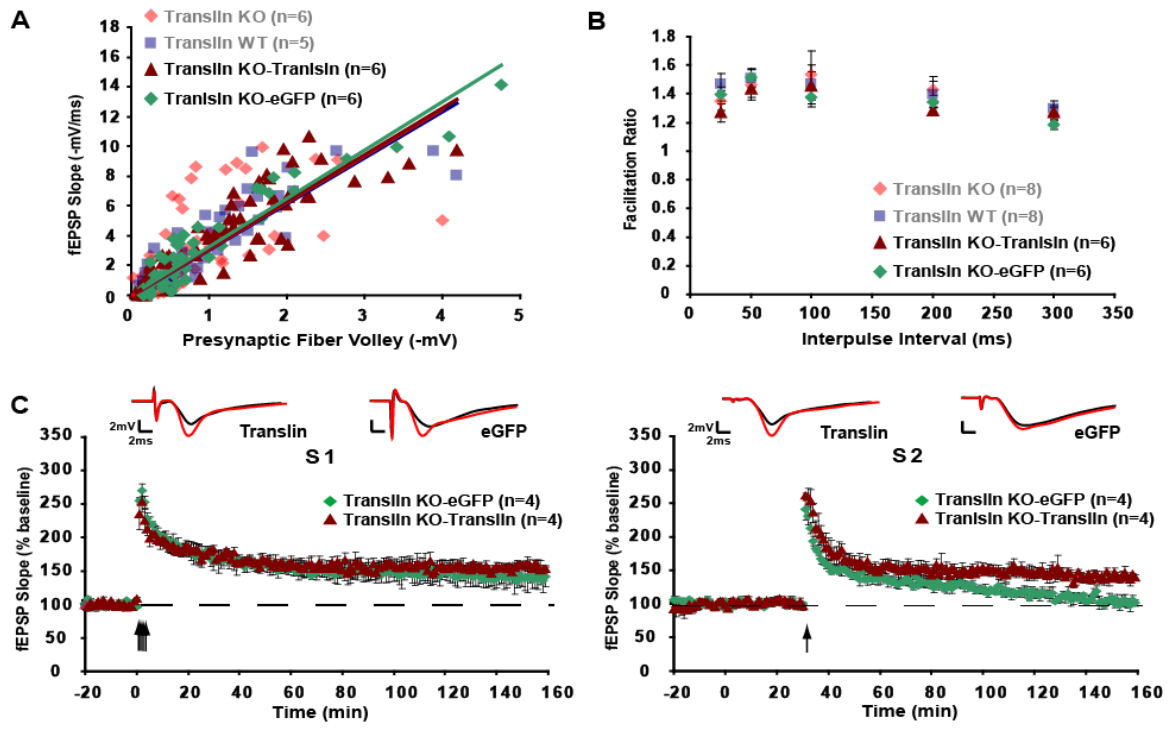 A
Translin KO (n=6)
Translin WT (n=5)
Translin KO-Tranlsin (n=6)
Tranlsin KO-eGFP (n=6)
fEPSP Slope (-mV/ms)
18
16
14
12
10
8
6
4
2
0
0 1 2 3 4 5
Presynaptic Fiber Volley (-mV)
B
Facilitation Ratio
1.8
1.6
1.4
1.2
1
0.8
0.6
0.4
0.2
0
Translin KO (n=8)
Translin WT (n=8)
Translin KO-Tranlsin (n=6)
Tranlsin KO-eGFP (n=6)
0 50 100 150 200 250 300 350
Interpulse Interval (ms)
C
2mV
2ms
Translin
eGFP
S1
Translin KO-eGFP (n=4)
Translin KO-Translin (n=4)
fEPSP Slope (% baseline)
350
300
250
200
150
100
50
0
-20 0 20 40 60 80 100 120 140 160
Time (min)
2mV
2ms
Translin
eGFP
S2
Translin KO-eGFP (n=4)
Tranlsin KO-Translin (n=4)
fEPSP Slope (% baseline)
350
300
250
200
150
100
50
0
-20 0 20 40 60 80 100 120 140 160
Time (min)